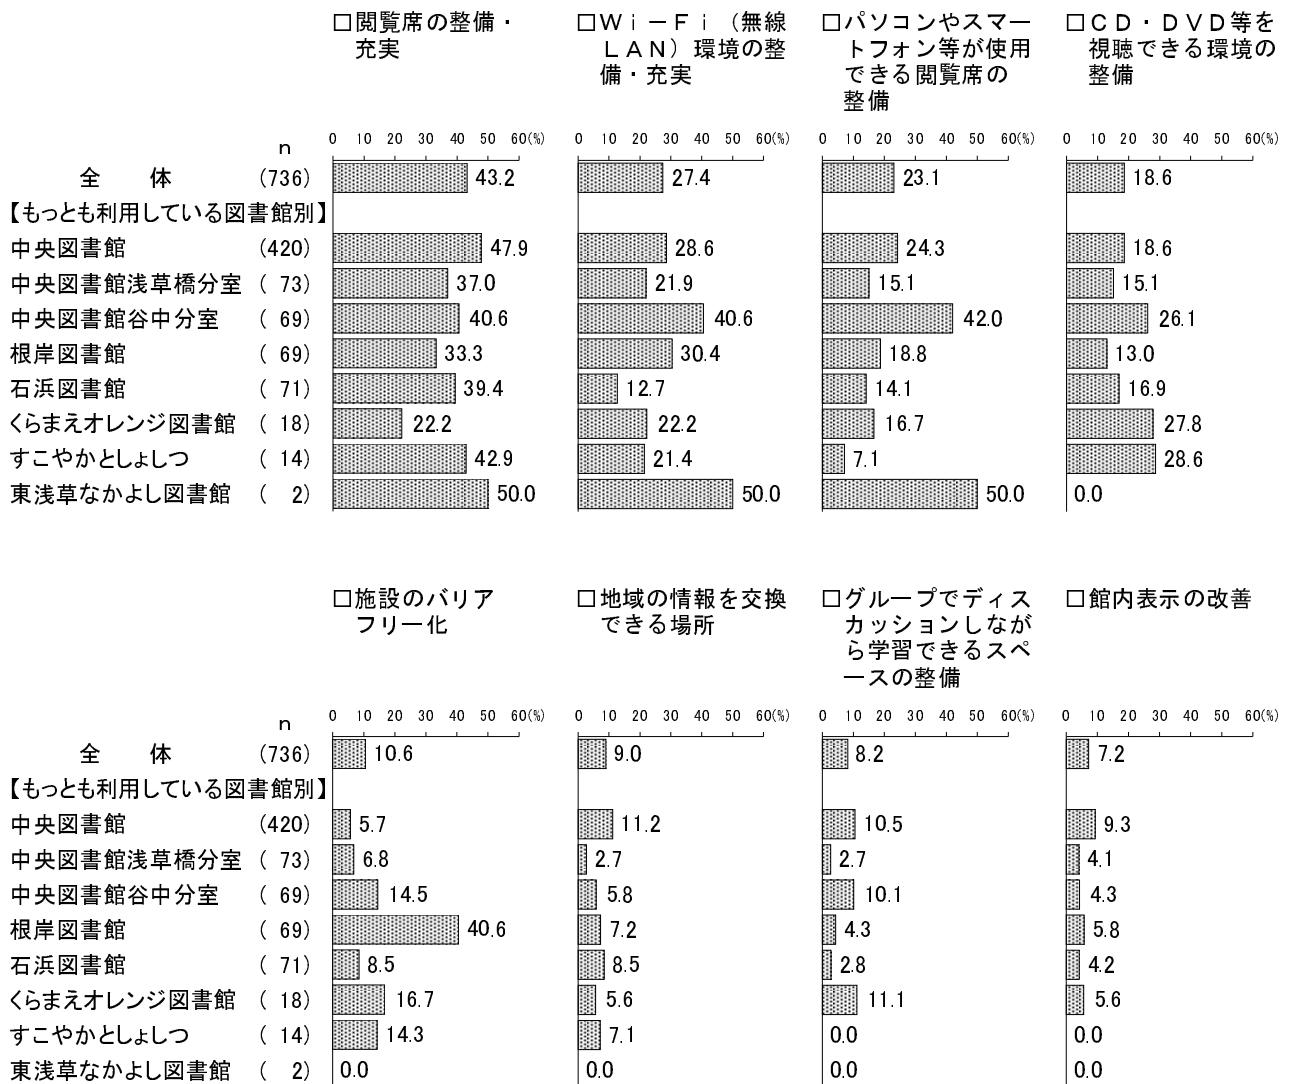 □閲覧席の整備・
充実
□Ｗｉ－Ｆｉ（無線
ＬＡＮ）環境の整
備・充実
□パソコンやスマー
トフォン等が使用
できる閲覧席の
整備
□ＣＤ・ＤＶＤ等を
視聴できる環境の
整備
0 10 20 30 40 50 60(%) 0 10 20 30 40 50 60(%) 0 10 20 30 40 50 60(%) 0 10 20 30 40 50 60(%)
ｎ
全　体 (736) 43.2 27.4 23.1 18.6
【もっとも利用している図書館別】
中央図書館 (420) 47.9 28.6 24.3 18.6
中央図書館浅草橋分室 ( 73) 37.0 21.9 15.1 15.1
中央図書館谷中分室 ( 69) 40.6 40.6 42.0 26.1
根岸図書館 ( 69) 33.3 30.4 18.8 13.0
石浜図書館 ( 71) 39.4 12.7 14.1 16.9
くらまえオレンジ図書館 ( 18) 22.2 22.2 16.7 27.8
すこやかとしょしつ ( 14) 42.9 21.4 7.1 28.6
東浅草なかよし図書館 ( 2) 50.0 50.0 50.0 0.0
□施設のバリア
フリー化
□地域の情報を交換
できる場所
□グループでディス
カッションしなが
ら学習できるスペ
ースの整備
□館内表示の改善
0 10 20 30 40 50 60(%) 0 10 20 30 40 50 60(%) 0 10 20 30 40 50 60(%) 0 10 20 30 40 50 60(%)
ｎ
全　体 (736) 10.6 9.0 8.2 7.2
【もっとも利用している図書館別】
中央図書館 (420) 5.7 11.2 10.5 9.3
中央図書館浅草橋分室 ( 73) 6.8 2.7 2.7 4.1
中央図書館谷中分室 ( 69) 14.5 5.8 10.1 4.3
根岸図書館 ( 69) 40.6 7.2 4.3 5.8
石浜図書館 ( 71) 8.5 8.5 2.8 4.2
くらまえオレンジ図書館 ( 18) 16.7 5.6 11.1 5.6
すこやかとしょしつ ( 14) 14.3 7.1 0.0 0.0
東浅草なかよし図書館 ( 2) 0.0 0.0 0.0 0.0